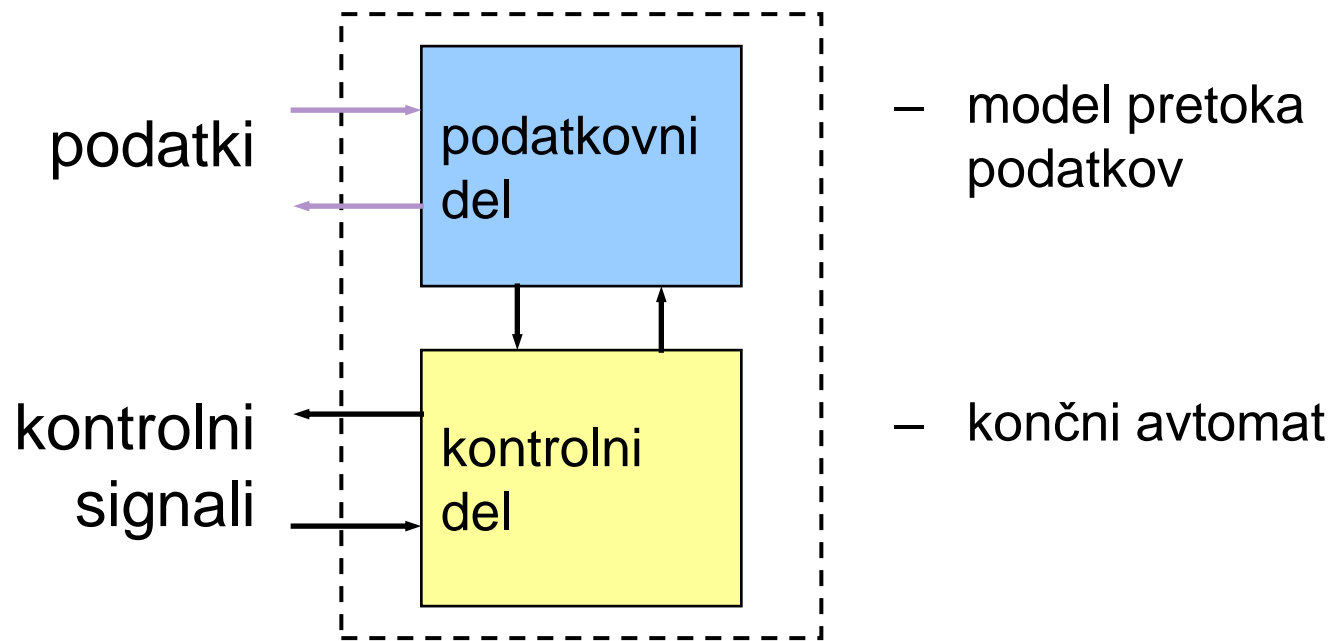 podatki
podatkovni
del
– model pretoka
podatkov
kontrolni
signali
kontrolni
del
– končni avtomat